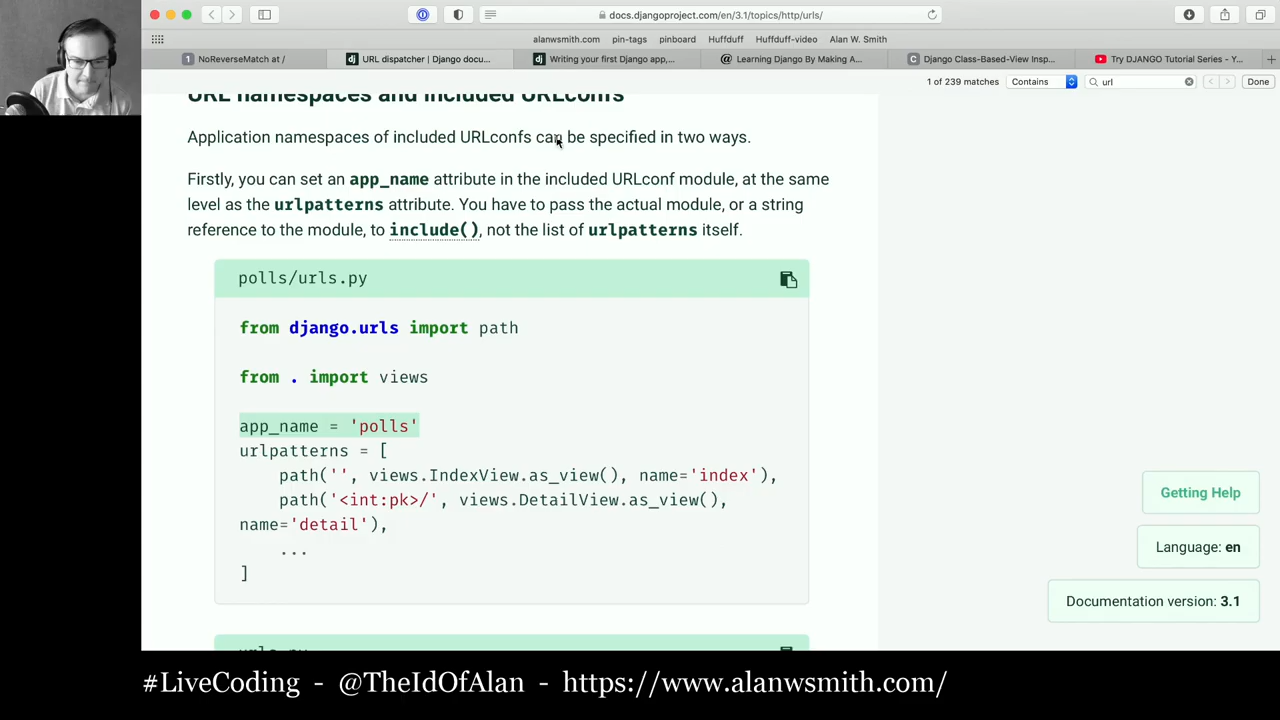 docs.djangoproject.com/en/3.1/topics/http/urls/
alanwsmith.com pin-tags pinboard Huffduff Huffduff-video Alan W. Smith
1 NoReverseMatch at /
dj URL dispatcher | Django docu...
dj Writing your first Django app,...
@ Learning Django By Making A...
C Django Class-Based-View Insp...
Try DJANGO Tutorial Series - Y...
1 of 239 matches Contains url Done
URL namespaces and included URLconfs
Application namespaces of included URLconfs can be specified in two ways.
Firstly, you can set an app_name attribute in the included URLconf module, at the same
level as the urlpatterns attribute. You have to pass the actual module, or a string
reference to the module, to include(), not the list of urlpatterns itself.
polls/urls.py
from django.urls import path
from . import views
app_name = 'polls'
urlpatterns = [
path('', views.IndexView.as_view(), name='index'),
path('<int:pk>/', views.DetailView.as_view(),
name='detail'),
...
]
urls.py
Getting Help
Language: en
Documentation version: 3.1
#LiveCoding - @TheIdOfAlan - https://www.alanwsmith.com/